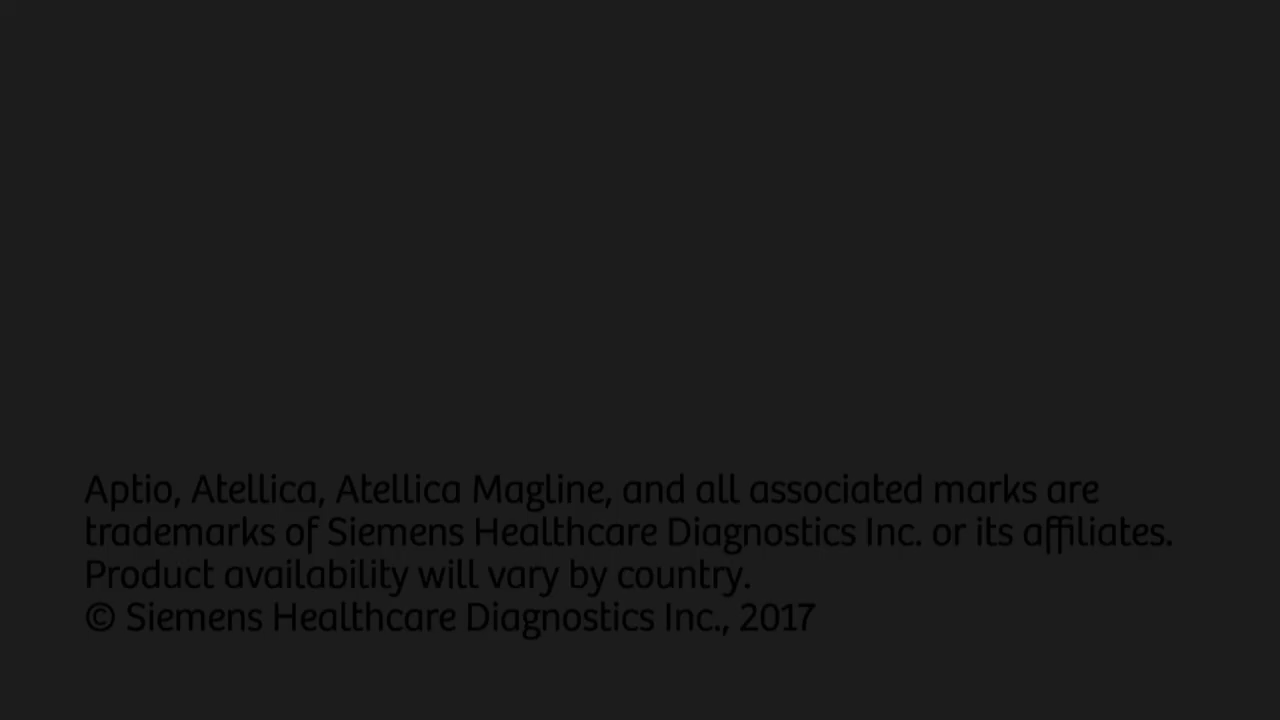 Aptio, Atellica, Atellica Magline, and all associated marks are
trademarks of Siemens Healthcare Diagnostics Inc. or its affiliates.
Product availability will vary by country.
© Siemens Healthcare Diagnostics Inc., 2017